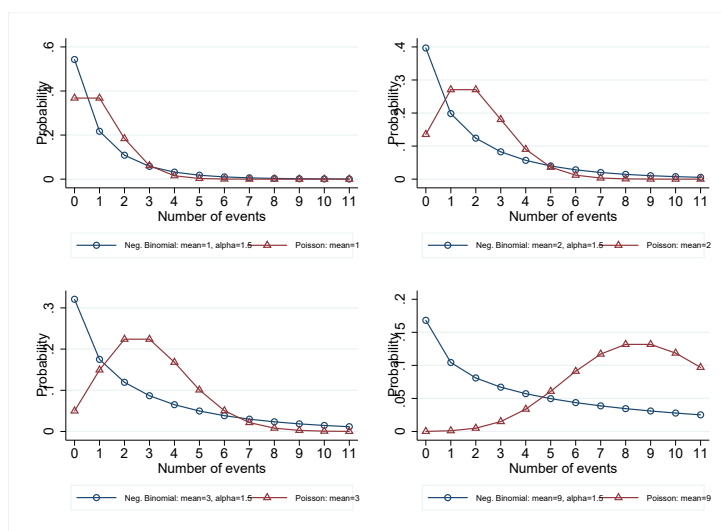 Probability
0 .2 .4 .6
0 1 2 3 4 5 6 7 8 9 10 11
Number of events
Neg. Binomial: mean=1, alpha=1.5 Poisson: mean=1
Probability
0 .1 .2 .3 .4
0 1 2 3 4 5 6 7 8 9 10 11
Number of events
Neg. Binomial: mean=2, alpha=1.5 Poisson: mean=2
Probability
0 .1 .2 .3
0 1 2 3 4 5 6 7 8 9 10 11
Number of events
Neg. Binomial: mean=3, alpha=1.5 Poisson: mean=3
Probability
0 .05 .1 .15 .2
0 1 2 3 4 5 6 7 8 9 10 11
Number of events
Neg. Binomial: mean=9, alpha=1.5 Poisson: mean=9